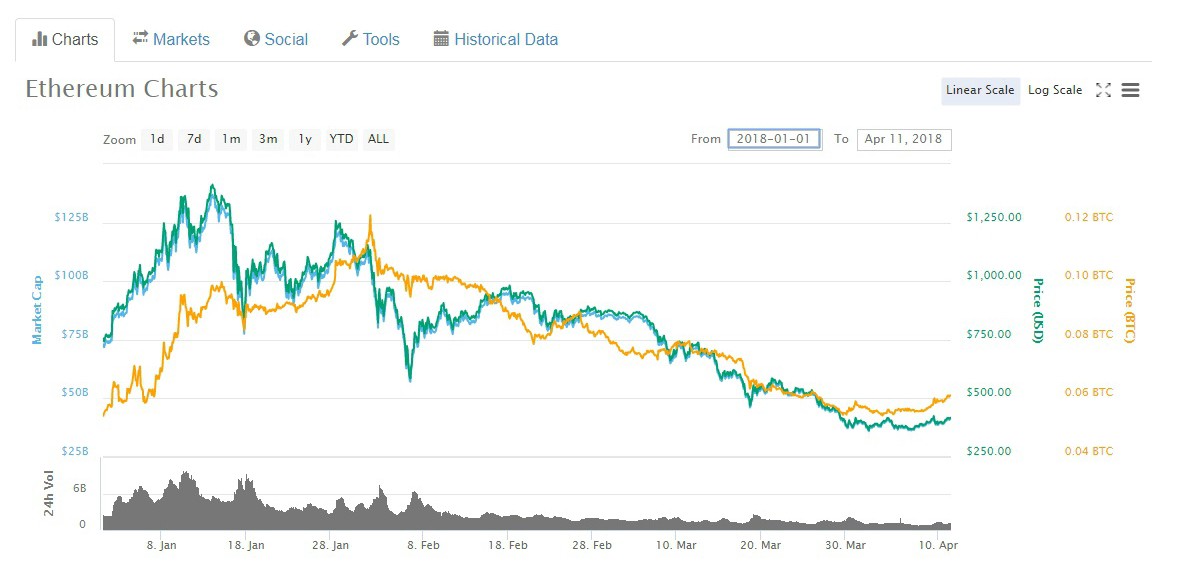 Charts Markets Social Tools Historical Data
Ethereum Charts
Linear Scale Log Scale
Zoom 1d 7d 1m 3m 1y YTD ALL From 2018-01-01 To Apr 11, 2018
$125B $1,250.00 0.12 BTC
$100B $1,000.00 0.10 BTC
Market Cap Price (USD) Price (BTC)
$75B $750.00 0.08 BTC
$50B $500.00 0.06 BTC
$25B $250.00 0.04 BTC
24h Vol
6B
0
8. Jan 18. Jan 28. Jan 8. Feb 18. Feb 28. Feb 10. Mar 20. Mar 30. Mar 10. Apr